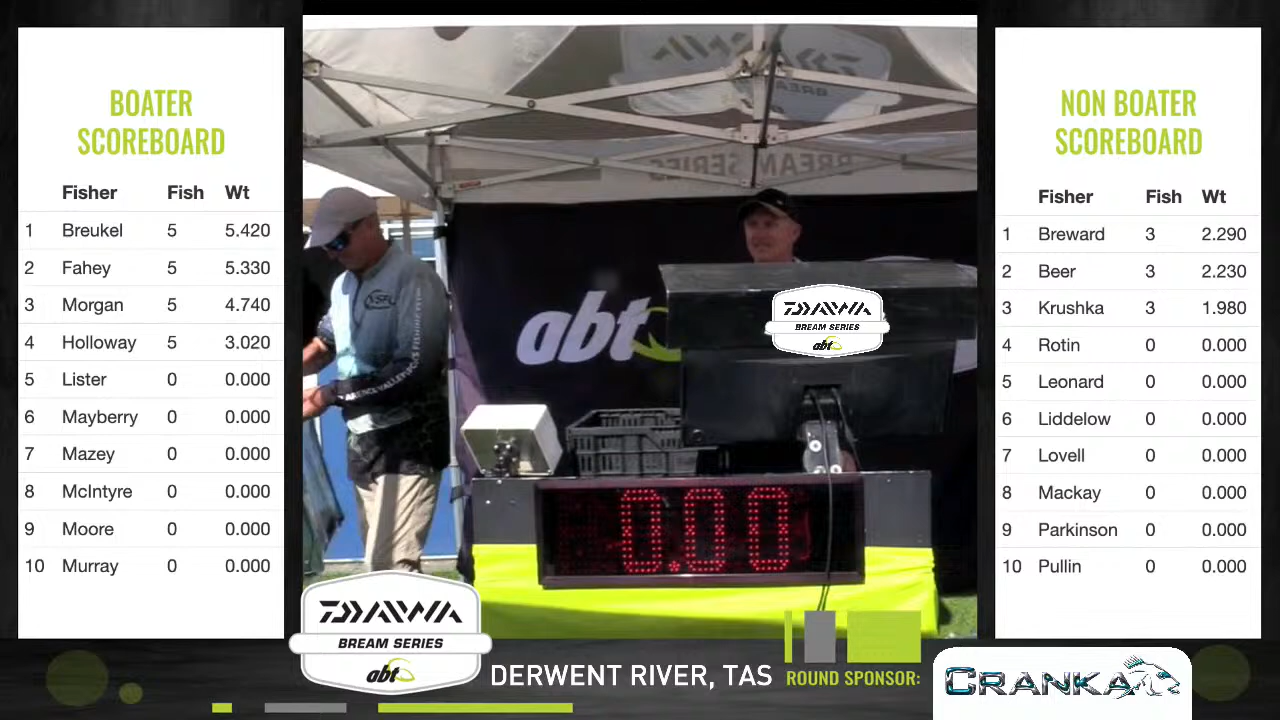 BOATER
SCOREBOARD
Fisher Fish Wt
1 Breukel 5 5.420
2 Fahey 5 5.330
3 Morgan 5 4.740
4 Holloway 5 3.020
5 Lister 0 0.000
6 Mayberry 0 0.000
7 Mazey 0 0.000
8 McIntyre 0 0.000
9 Moore 0 0.000
10 Murray 0 0.000
BREAM SERIES
abt
DAIWA
BREAM SERIES
abt
0.00
DAIWA
BREAM SERIES
abt
DERWENT RIVER, TAS
ROUND SPONSOR:
CRANKA
NON BOATER
SCOREBOARD
Fisher Fish Wt
1 Breward 3 2.290
2 Beer 3 2.230
3 Krushka 3 1.980
4 Rotin 0 0.000
5 Leonard 0 0.000
6 Liddelow 0 0.000
7 Lovell 0 0.000
8 Mackay 0 0.000
9 Parkinson 0 0.000
10 Pullin 0 0.000